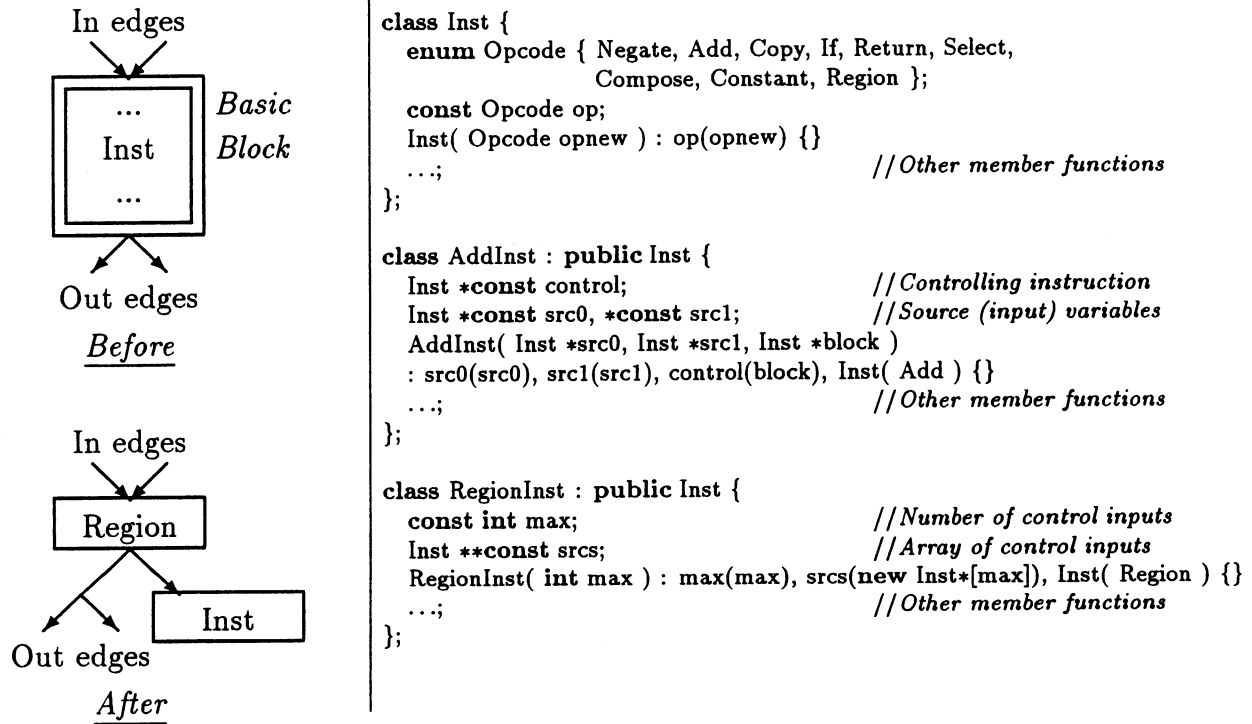 In edges
...
Inst
...
Basic
Block
Out edges
Before
In edges
Region
Inst
Out edges
After
class Inst {
enum Opcode { Negate, Add, Copy, If, Return, Select,
Compose, Constant, Region };
const Opcode op;
Inst( Opcode opnew ) : op(opnew) {}
...; //Other member functions
};
class AddInst : public Inst {
Inst *const control; //Controlling instruction
Inst *const src0, *const src1; //Source (input) variables
AddInst( Inst *src0, Inst *src1, Inst *block )
: src0(src0), src1(src1), control(block), Inst( Add ) {}
...; //Other member functions
};
class RegionInst : public Inst {
const int max; //Number of control inputs
Inst **const srcs; //Array of control inputs
RegionInst( int max ) : max(max), srcs(new Inst*[max]), Inst( Region ) {}
...; //Other member functions
};